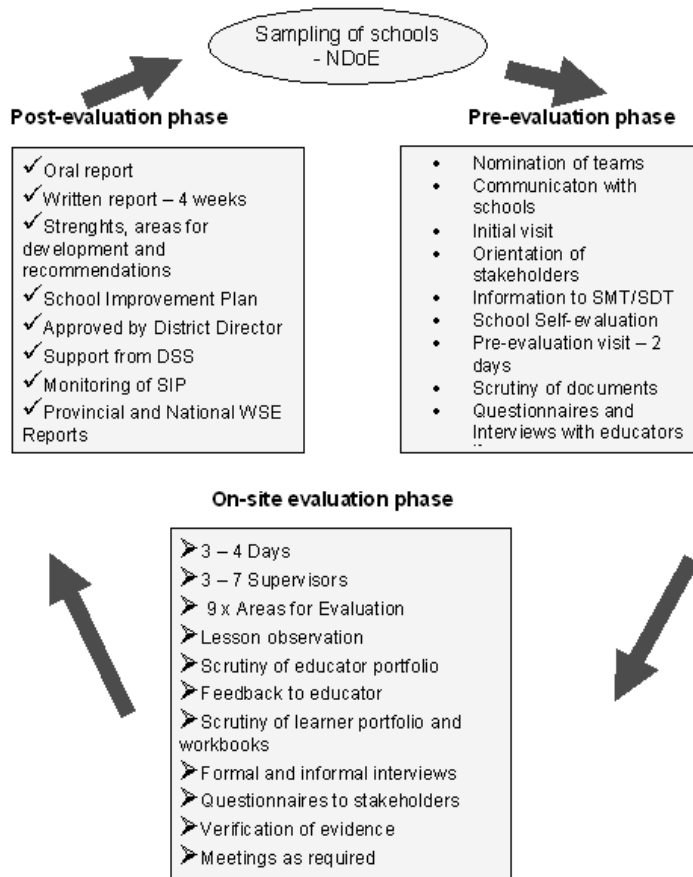 Sampling of schools
- NDoE
Post-evaluation phase
✓ Oral report
✓ Written report – 4 weeks
✓ Strenghts, areas for
development and
recommendations
✓ School Improvement Plan
✓ Approved by District Director
✓ Support from DSS
✓ Monitoring of SIP
✓ Provincial and National WSE
Reports
Pre-evaluation phase
• Nomination of teams
• Communicaton with
schools
• Initial visit
• Orientation of
stakeholders
• Information to SMT/SDT
• School Self-evaluation
• Pre-evaluation visit – 2
days
• Scrutiny of documents
• Questionnaires and
Interviews with educators
On-site evaluation phase
➤ 3 – 4 Days
➤ 3 – 7 Supervisors
➤ 9 x Areas for Evaluation
➤ Lesson observation
➤ Scrutiny of educator portfolio
➤ Feedback to educator
➤ Scrutiny of learner portfolio and
workbooks
➤ Formal and informal interviews
➤ Questionnaires to stakeholders
➤ Verification of evidence
➤ Meetings as required